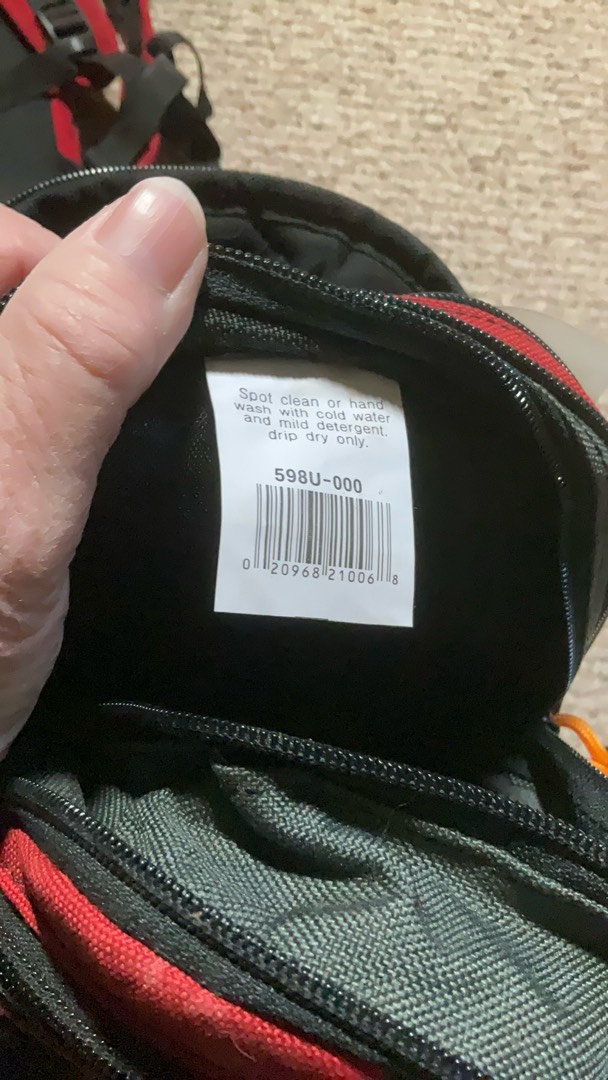 Spot clean or hand
wash with cold water
and mild detergent.
drip dry only.
598U-000
0 20968 21006 8